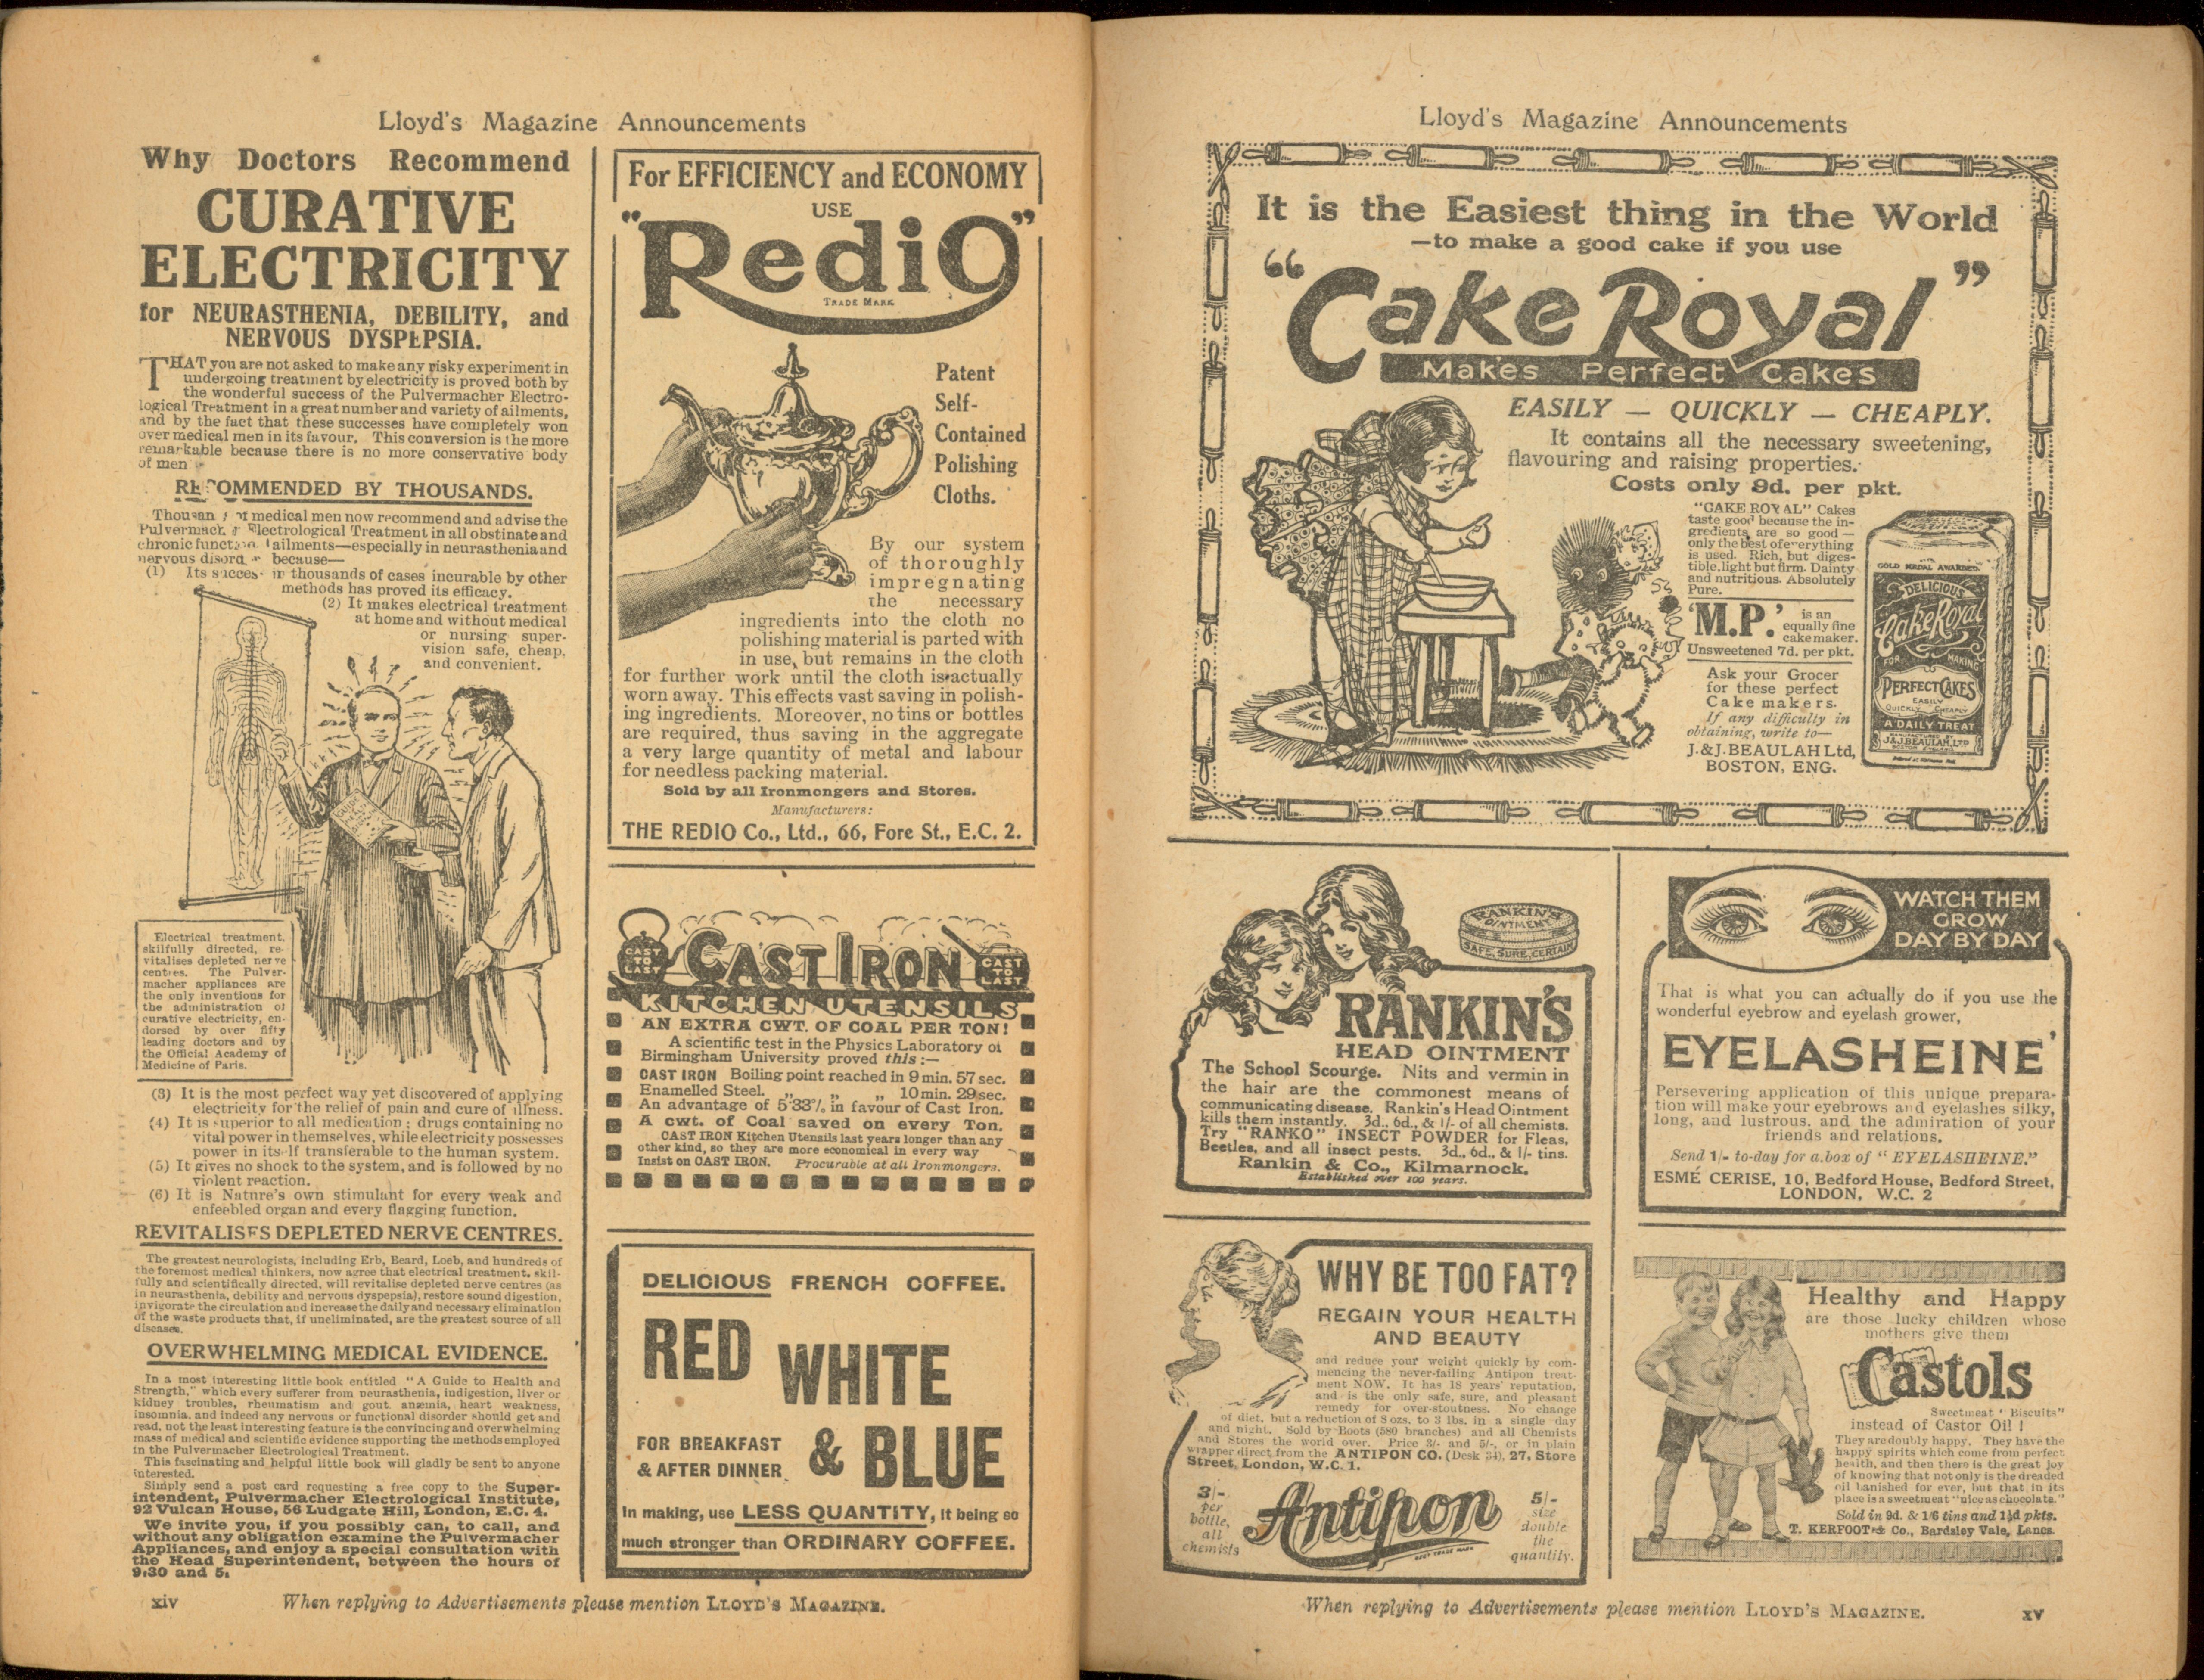 Lloyd's Magazine Announcements
Why Doctors Recommend
CURATIVE
ELECTRICITY
for NEURASTHENIA, DEBILITY, and
NERVOUS DYSPEPSIA.
THAT you are not asked to make any risky experiment in
undergoing treatment by electricity is proved both by
the wonderful success of the Pulvermacher Electro-
logical Treatment in a great number and variety of ailments,
and by the fact that these successes have completely won
over medical men in its favour. This conversion is the more
remarkable because there is no more conservative body
of men
RECOMMENDED BY THOUSANDS.
of medical men now recommend and advise the
Electrological Treatment in all obstinate and
chronic ailments—especially in neurasthenia and
nervous because—
(1) Its in thousands of cases incurable by other
methods has proved its efficacy.
(2) It makes electrical treatment
at home and without medical
or nursing super-
vision safe, cheap,
and convenient.
Electrical treatment,
skilfully directed, re-
vitalises depleted nerve
centres. The Pulver-
macher appliances are
the only inventions for
the administration of
curative electricity, en-
dorsed by over fifty
leading doctors and by
the Official Academy of
Medicine of Paris.
(3) It is the most perfect way yet discovered of applying
electricity for the relief of pain and cure of illness.
(4) It is superior to all medication; drugs containing no
vital power in themselves, while electricity possesses
power in itself transferable to the human system.
(5) It gives no shock to the system, and is followed by no
violent reaction.
(6) It is Nature's own stimulant for every weak and
enfeebled organ and every flagging function.
REVITALISES DEPLETED NERVE CENTRES.
The greatest neurologists, including Erb, Beard, Loeb, and hundreds of
the foremost medical thinkers, now agree that electrical treatment, skil-
fully and scientifically directed, will revitalise depleted nerve centres (as
in neurasthenia, debility and nervous dyspepsia), restore sound digestion,
invigorate the circulation and increase the daily and necessary elimination
of the waste products that, if uneliminated, are the greatest source of all
diseases.
OVERWHELMING MEDICAL EVIDENCE.
In a most interesting little book entitled "A Guide to Health and
Strength," which every sufferer from neurasthenia, indigestion, liver or
kidney troubles, rheumatism and gout, anæmia, heart weakness,
insomnia, and indeed any nervous or functional disorder should get and
read, not the least interesting feature is the convincing and overwhelming
mass of medical and scientific evidence supporting the methods employed
in the Pulvermacher Electrological Treatment.
This fascinating and helpful little book will gladly be sent to anyone
interested.
Simply send a post card requesting a free copy to the Super-
intendent, Pulvermacher Electrological Institute,
92 Vulcan House, 56 Ludgate Hill, London, E.C. 4.
We invite you, if you possibly can, to call, and
without any obligation examine the Pulvermacher
Appliances, and enjoy a special consultation with
the Head Superintendent, between the hours of
9.30 and 5.
For EFFICIENCY and ECONOMY
USE
"RediO"
TRADE MARK
Patent
Self-
Contained
Polishing
Cloths.
By our system
of thoroughly
impregnating
the necessary
ingredients into the cloth no
polishing material is parted with
in use, but remains in the cloth
for further work until the cloth is actually
worn away. This effects vast saving in polish-
ing ingredients. Moreover, no tins or bottles
are required, thus saving in the aggregate
a very large quantity of metal and labour
for needless packing material.
Sold by all Ironmongers and Stores.
Manufacturers:
THE REDIO Co., Ltd., 66, Fore St., E.C. 2.
CAST TO LAST
CAST IRON
CAST TO LAST
KITCHEN UTENSILS
AN EXTRA CWT. OF COAL PER TON!
A scientific test in the Physics Laboratory of
Birmingham University proved this:—
CAST IRON Boiling point reached in 9 min. 57 sec.
Enamelled Steel. „ „ „ 10 min. 29 sec.
An advantage of 5·33% in favour of Cast Iron.
A cwt. of Coal saved on every Ton.
CAST IRON Kitchen Utensils last years longer than any
other kind, so they are more economical in every way
Insist on CAST IRON. Procurable at all Ironmongers.
DELICIOUS FRENCH COFFEE.
RED
WHITE
& BLUE
FOR BREAKFAST
& AFTER DINNER
In making, use LESS QUANTITY, it being so
much stronger than ORDINARY COFFEE.
xiv
When replying to Advertisements please mention LLOYD'S MAGAZINE.
Lloyd's Magazine Announcements
It is the Easiest thing in the World
—to make a good cake if you use
"Cake Royal"
Makes Perfect Cakes
EASILY — QUICKLY — CHEAPLY.
It contains all the necessary sweetening,
flavouring and raising properties.
Costs only 9d. per pkt.
"CAKE ROYAL" Cakes
taste good because the in-
gredients are so good—
only the best of everything
is used. Rich, but diges-
tible, light but firm. Dainty
and nutritious. Absolutely
Pure.
'M.P.' is an
equally fine
cake maker.
Unsweetened 7d. per pkt.
Ask your Grocer
for these perfect
Cake makers.
If any difficulty in
obtaining, write to—
J. & J. BEAULAH Ltd,
BOSTON, ENG.
GOLD MEDAL AWARDED
DELICIOUS
Cake Royal
FOR MAKING
PERFECT CAKES
EASILY
QUICKLY CHEAPLY
A DAILY TREAT
MANUFACTURED BY
J & J BEAULAH LTD
BOSTON ENGLAND
RANKIN'S
OINTMENT
SAFE, SURE, CERTAIN
RANKIN'S
HEAD OINTMENT
The School Scourge. Nits and vermin in
the hair are the commonest means of
communicating disease. Rankin's Head Ointment
kills them instantly. 3d., 6d., & 1/- of all chemists.
Try "RANKO" INSECT POWDER for Fleas,
Beetles, and all insect pests. 3d., 6d., & 1/- tins.
Rankin & Co., Kilmarnock.
Established over 100 years.
WATCH THEM
GROW
DAY BY DAY
That is what you can actually do if you use the
wonderful eyebrow and eyelash grower,
EYELASHEINE'
Persevering application of this unique prepara-
tion will make your eyebrows and eyelashes silky,
long, and lustrous, and the admiration of your
friends and relations.
Send 1/- to-day for a box of "EYELASHEINE."
ESMÉ CERISE, 10, Bedford House, Bedford Street,
LONDON, W.C. 2
WHY BE TOO FAT?
REGAIN YOUR HEALTH
AND BEAUTY
and reduce your weight quickly by com-
mencing the never-failing Antipon treat-
ment NOW. It has 18 years' reputation,
and is the only safe, sure, and pleasant
remedy for over-stoutness. No change
of diet, but a reduction of 8 ozs. to 3 lbs. in a single day
and night. Sold by Boots (580 branches) and all Chemists
and Stores the world over. Price 3/- and 5/-, or in plain
wrapper direct from the ANTIPON CO. (Desk 34), 27, Store
Street, London, W.C. 1.
3/-
per
bottle,
all
chemists
Antipon
5/-
size
double
the
quantity.
Healthy and Happy
are those lucky children whose
mothers give them
Castols
Sweetmeat "Biscuits"
instead of Castor Oil!
They are doubly happy. They have the
happy spirits which come from perfect
health, and then there is the great joy
of knowing that not only is the dreaded
oil banished for ever, but that in its
place is a sweetmeat "nice as chocolate."
Sold in 9d. & 1/6 tins and 1½d pkts.
T. KERFOOT & Co., Bardsley Vale, Lancs.
When replying to Advertisements please mention LLOYD'S MAGAZINE.
xv